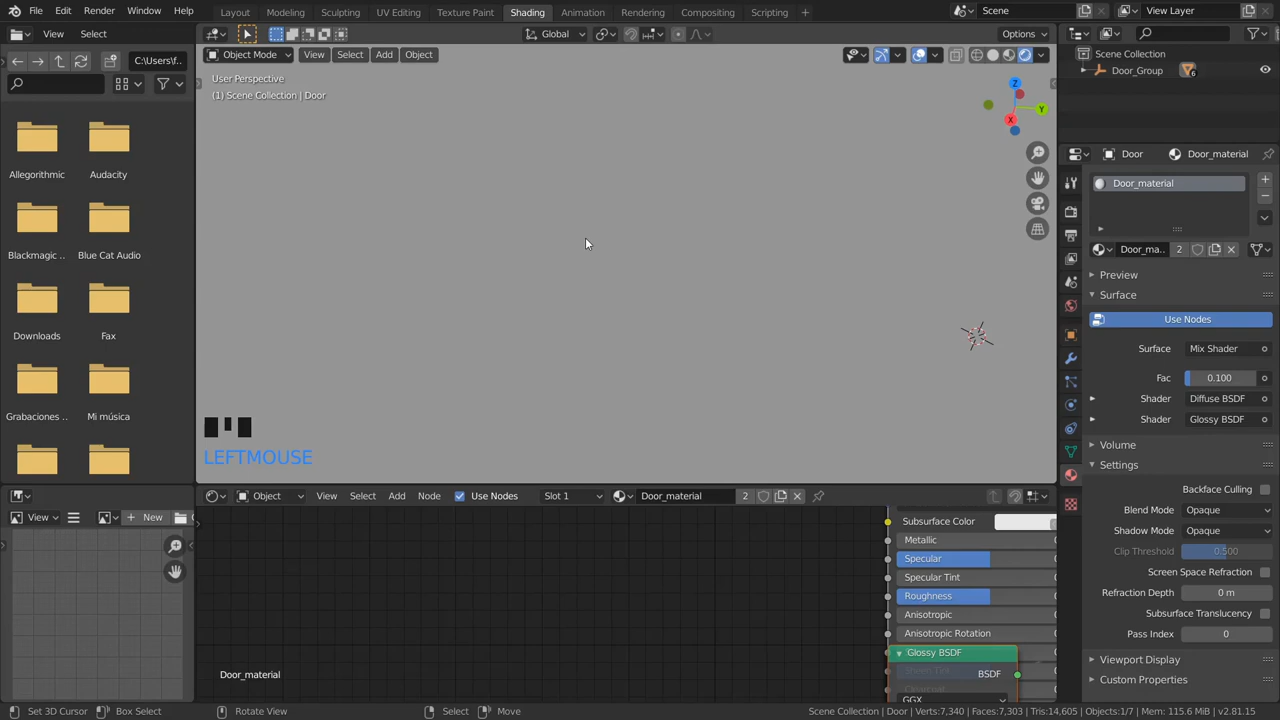 File Edit Render Window Help Layout Modeling Sculpting UV Editing Texture Paint Shading Animation Rendering Compositing Scripting Scene View Layer
View Select Global Options
C:\Users\f..
Object Mode View Select Add Object
User Perspective
(1) Scene Collection | Door
Z
Y
X
Scene Collection
Door_Group 6
Door Door_material
Door_material
Allegorithmic Audacity
Blackmagic .. Blue Cat Audio
Downloads Fax
Grabaciones .. Mi música
LEFTMOUSE
Door_ma.. 2
Preview
Surface
Use Nodes
Surface Mix Shader
Fac 0.100
Shader Diffuse BSDF
Shader Glossy BSDF
Volume
Settings
Backface Culling
Blend Mode Opaque
Shadow Mode Opaque
Clip Threshold 0.500
Screen Space Refraction
Refraction Depth 0 m
Subsurface Translucency
Pass Index 0
Viewport Display
Custom Properties
View New
Object View Select Add Node Use Nodes Slot 1 Door_material 2
Subsurface Color
Metallic
Specular
Specular Tint
Roughness
Anisotropic
Anisotropic Rotation
Glossy BSDF
BSDF
GGX
Door_material
Set 3D Cursor Box Select Rotate View Select Move Scene Collection | Door | Verts:7,340 | Faces:7,303 | Tris:14,605 | Objects:1/7 | Mem: 115.6 MiB | v2.81.15